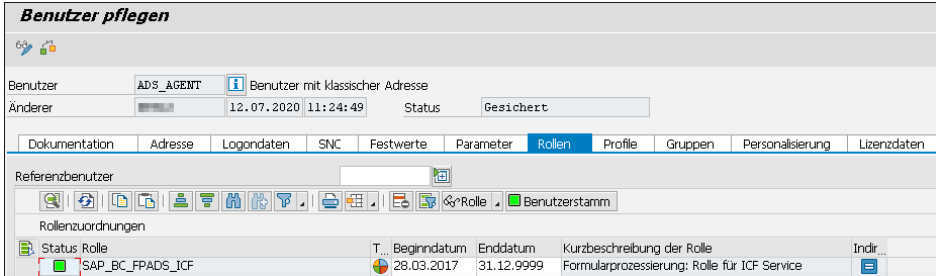 Benutzer pflegen
Benutzer ADS_AGENT Benutzer mit klassischer Adresse
Änderer 12.07.2020 11:24:49 Status Gesichert
Dokumentation Adresse Logondaten SNC Festwerte Parameter Rollen Profile Gruppen Personalisierung Lizenzdaten
Referenzbenutzer
Rolle Benutzerstamm
Rollenzuordnungen
Status Rolle T... Beginndatum Enddatum Kurzbeschreibung der Rolle Indir...
SAP_BC_FPADS_ICF 28.03.2017 31.12.9999 Formularprozessierung: Rolle für ICF Service